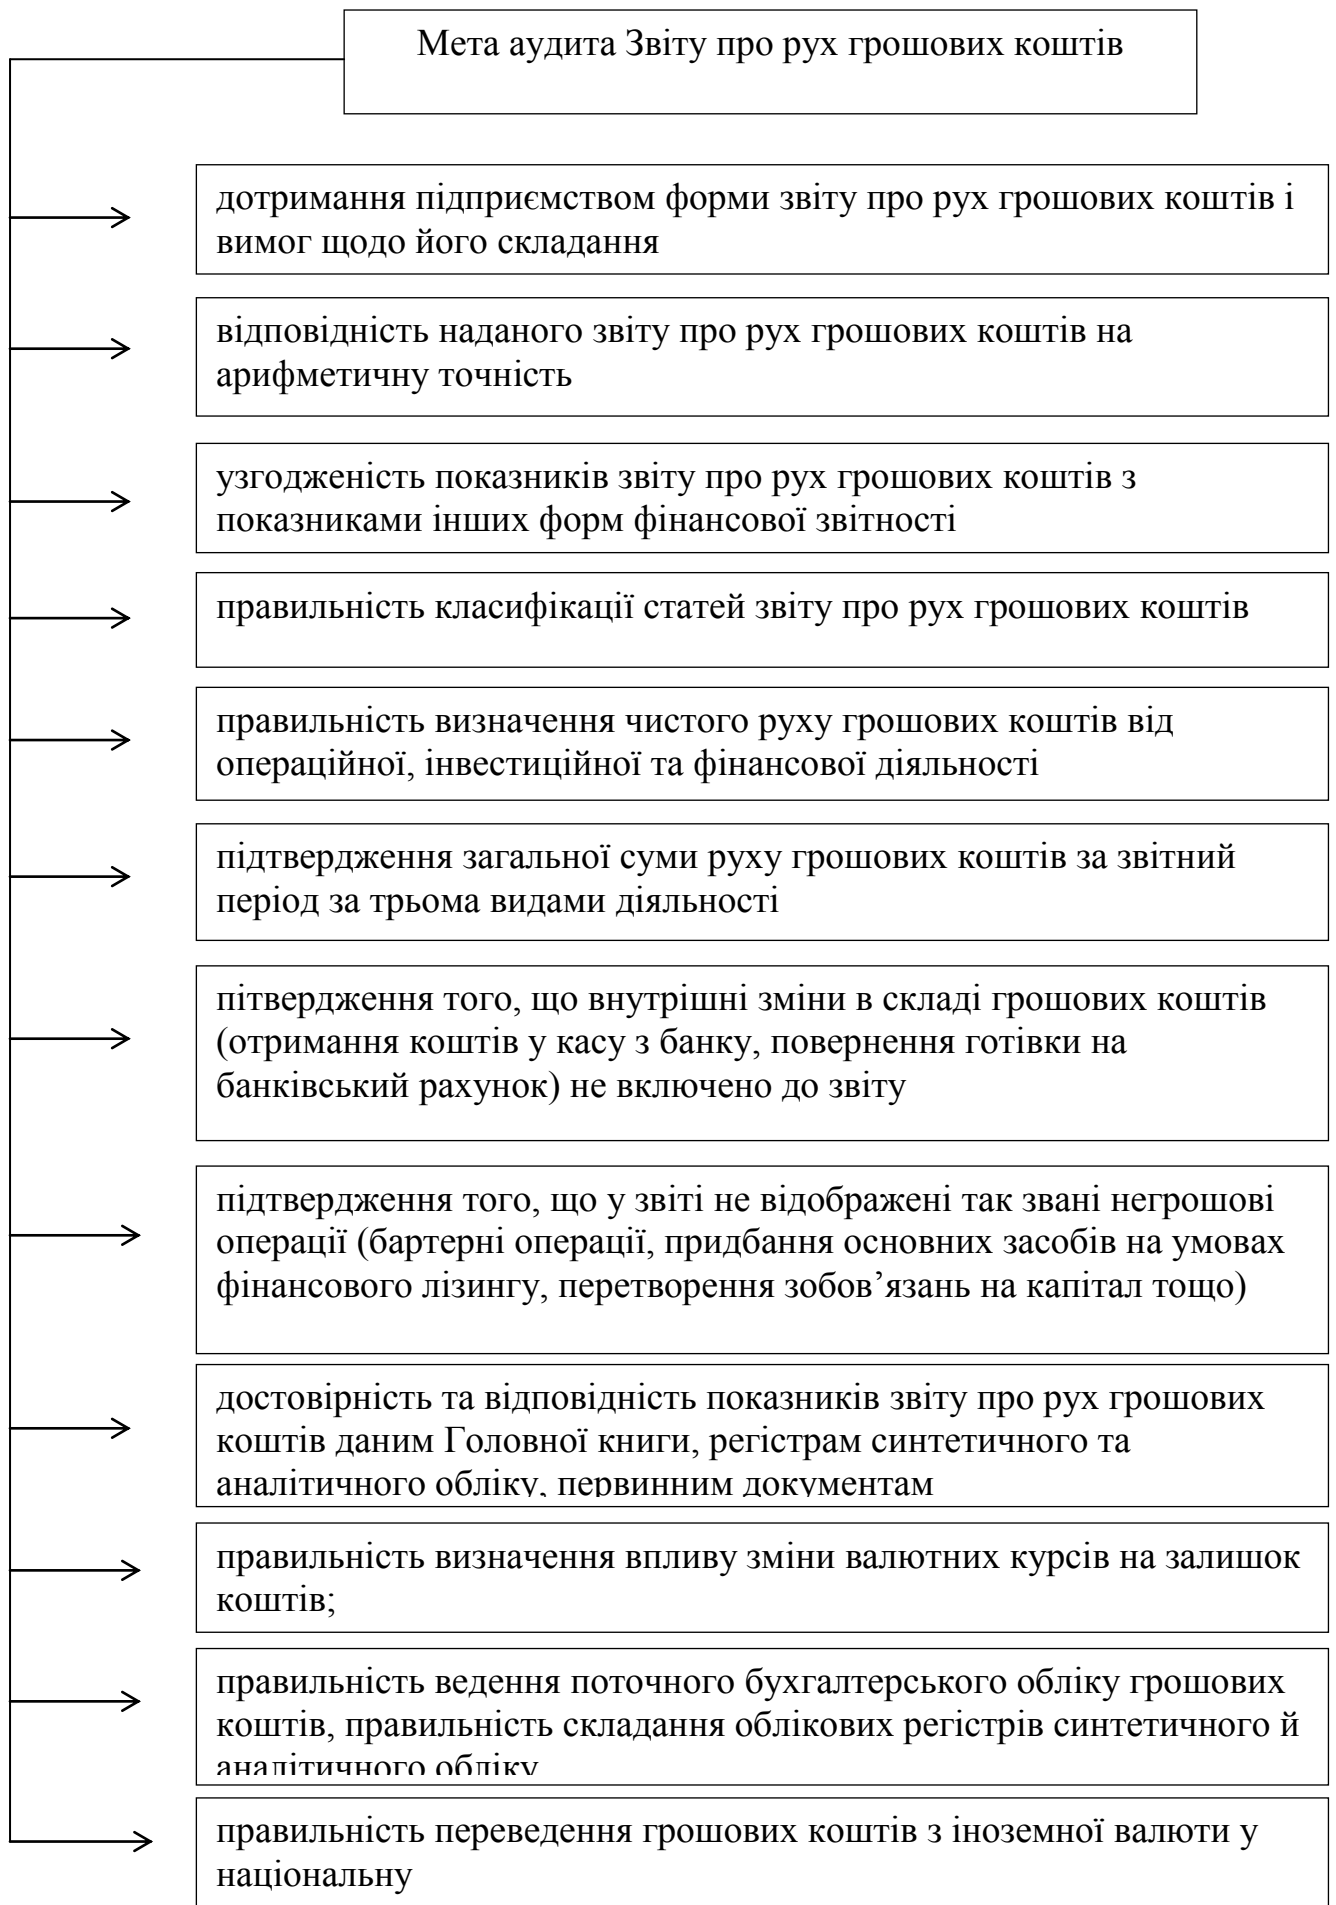 Мета аудита Звіту про рух грошових коштів
дотримання підприємством форми звіту про рух грошових коштів і
вимог щодо його складання
відповідність наданого звіту про рух грошових коштів на
арифметичну точність
узгодженість показників звіту про рух грошових коштів з
показниками інших форм фінансової звітності
правильність класифікації статей звіту про рух грошових коштів
правильність визначення чистого руху грошових коштів від
операційної, інвестиційної та фінансової діяльності
підтвердження загальної суми руху грошових коштів за звітний
період за трьома видами діяльності
пітвердження того, що внутрішні зміни в складі грошових коштів
(отримання коштів у касу з банку, повернення готівки на
банківський рахунок) не включено до звіту
підтвердження того, що у звіті не відображені так звані негрошові
операції (бартерні операції, придбання основних засобів на умовах
фінансового лізингу, перетворення зобов’язань на капітал тощо)
достовірність та відповідність показників звіту про рух грошових
коштів даним Головної книги, регістрам синтетичного та
аналітичного обліку, первинним документам
правильність визначення впливу зміни валютних курсів на залишок
коштів;
правильність ведення поточного бухгалтерського обліку грошових
коштів, правильність складання облікових регістрів синтетичного й
аналітичного обліку
правильність переведення грошових коштів з іноземної валюти у
національну